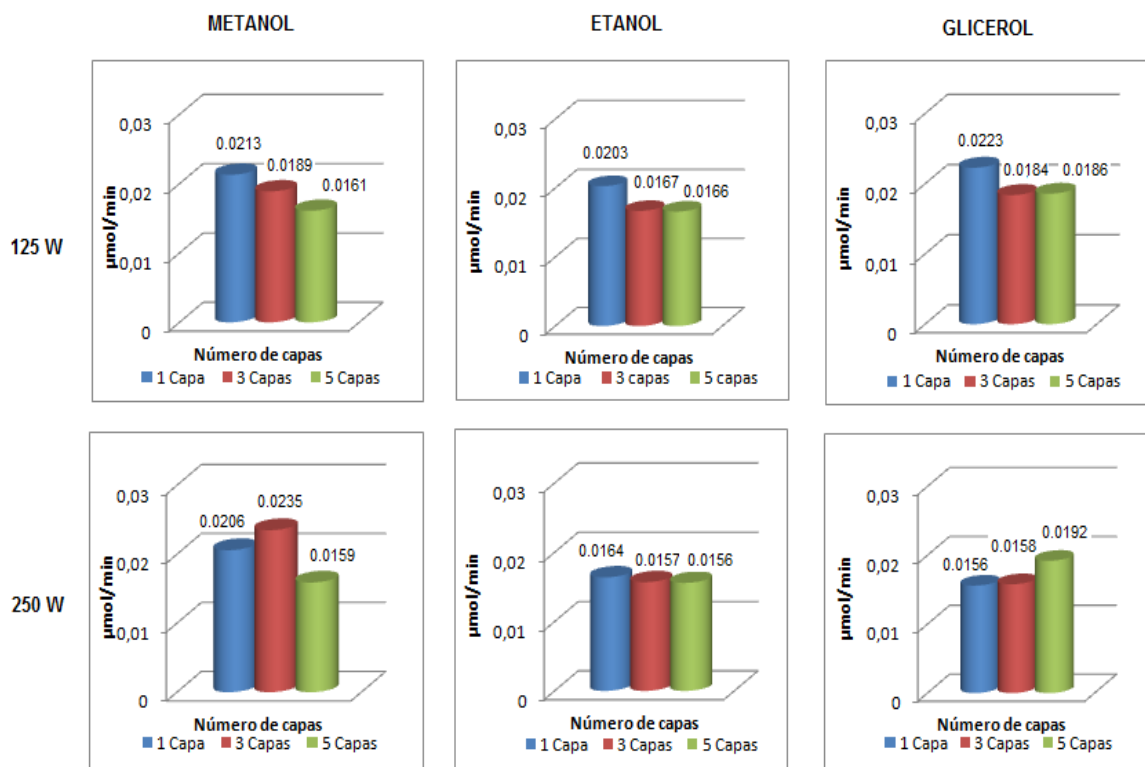 METANOL
ETANOL
GLICEROL
125 W
µmol/min
0,03
0,02
0,01
0
0.0213
0.0189
0.0161
Número de capas
1 Capa 3 Capas 5 Capas
µmol/min
0,03
0,02
0,01
0
0.0203
0.0167
0.0166
Número de capas
1 Capa 3 capas 5 capas
µmol/min
0,03
0,02
0,01
0
0.0223
0.0184
0.0186
Número de capas
1 Capa 3 Capas 5 Capas
250 W
µmol/min
0,03
0,02
0,01
0
0.0206
0.0235
0.0159
Número de capas
1 Capa 3 Capas 5 Capas
µmol/min
0,03
0,02
0,01
0
0.0164
0.0157
0.0156
Número de capas
1 Capa 3 Capas 5 Capas
µmol/min
0,03
0,02
0,01
0
0.0156
0.0158
0.0192
Número de capas
1 Capa 3 Capas 5 Capas